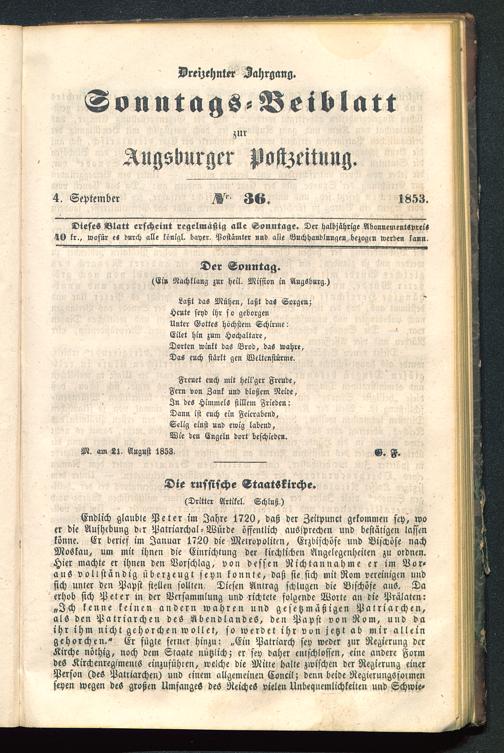 Dreizehnter Jahrgang.
Sonntags-Beiblatt
zur
Augsburger Postzeitung.
4. September Nr. 36. 1853.
Dieses Blatt erscheint regelmäßig alle Sonntage. Der halbjährige Abonnementspreis
40 kr., wofür es durch alle königl. bayer. Postämter und alle Buchhandlungen bezogen werden kann.
Der Sonntag.
(Ein Nachklang zur heil. Mission in Augsburg.)
Laßt das Mühen, laßt das Sorgen;
Heute seyd ihr so geborgen
Unter Gottes höchstem Schirme:
Eilet hin zum Hochaltare,
Dorten winkt das Brod, das wahre,
Das euch stärkt gen Weltenstürme.
Freuet euch mit heil'ger Freude,
Fern von Zank und bloßem Neide,
In des Himmels stillem Frieden:
Dann ist euch ein Feierabend,
Selig einst und ewig labend,
Wie den Engeln dort beschieden.
M. am 21. August 1853. G. F.
Die russische Staatskirche.
(Dritter Artikel. Schluß.)
Endlich glaubte Peter im Jahre 1720, daß der Zeitpunct gekommen sey, wo
er die Aufhebung der Patriarchal-Würde öffentlich aussprechen und bestätigen lassen
könne. Er berief im Januar 1720 die Metropoliten, Erzbischöfe und Bischöfe nach
Moskau, um mit ihnen die Einrichtung der kirchlichen Angelegenheiten zu ordnen.
Hier machte er ihnen den Vorschlag, von dessen Nichtannahme er im Vor-
aus vollständig überzeugt seyn konnte, daß sie sich mit Rom vereinigen und
sich unter den Papst stellen sollten. Diesen Antrag schlugen die Bischöfe aus. Da
erhob sich Peter in der Versammlung und richtete folgende Worte an die Prälaten:
„Ich kenne keinen andern wahren und gesetzmäßigen Patriarchen,
als den Patriarchen des Abendlandes, den Papst von Rom, und da
ihr ihm nicht gehorchen wollet, so werdet ihr von jetzt ab mir allein
gehorchen.“ Er fügte ferner hinzu: „Ein Patriarch sey weder zur Regierung der
Kirche nöthig, noch dem Staate nützlich; er sey daher entschlossen, eine andere Form
des Kirchenregiments einzuführen, welche die Mitte halte zwischen der Regierung einer
Person (des Patriarchen) und einem allgemeinen Concil; denn beide Regierungsformen
seyen wegen des großen Umfanges des Reiches vielen Unbequemlichkeiten und Schwie-